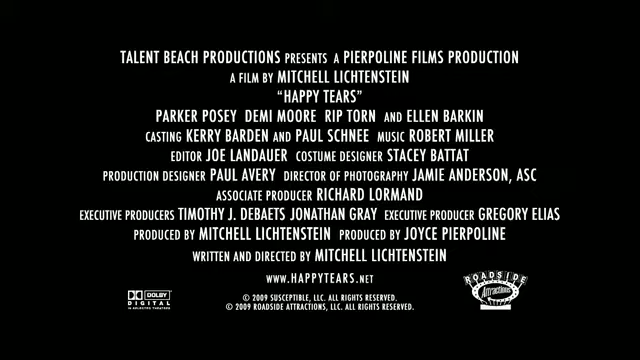 TALENT BEACH PRODUCTIONS PRESENTS A PIERPOLINE FILMS PRODUCTION
A FILM BY MITCHELL LICHTENSTEIN
“HAPPY TEARS”
PARKER POSEY DEMI MOORE RIP TORN AND ELLEN BARKIN
CASTING KERRY BARDEN AND PAUL SCHNEE MUSIC ROBERT MILLER
EDITOR JOE LANDAUER COSTUME DESIGNER STACEY BATTAT
PRODUCTION DESIGNER PAUL AVERY DIRECTOR OF PHOTOGRAPHY JAMIE ANDERSON, ASC
ASSOCIATE PRODUCER RICHARD LORMAND
EXECUTIVE PRODUCERS TIMOTHY J. DEBAETS JONATHAN GRAY EXECUTIVE PRODUCER GREGORY ELIAS
PRODUCED BY MITCHELL LICHTENSTEIN PRODUCED BY JOYCE PIERPOLINE
WRITTEN AND DIRECTED BY MITCHELL LICHTENSTEIN
WWW.HAPPYTEARS.NET
DOLBY
DIGITAL
IN SELECTED THEATRES
© 2009 SUSCEPTIBLE, LLC. ALL RIGHTS RESERVED.
© 2009 ROADSIDE ATTRACTIONS, LLC. ALL RIGHTS RESERVED.
ROADSIDE
Attractions